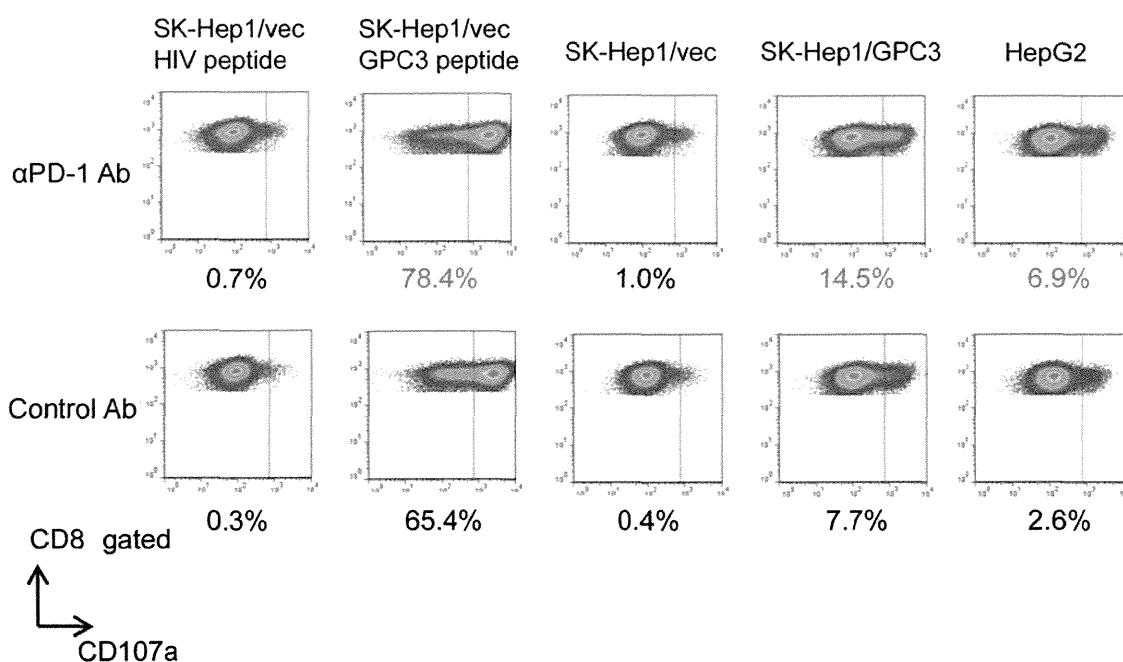 SK-Hep1/vec
HIV peptide
SK-Hep1/vec
GPC3 peptide
SK-Hep1/vec
SK-Hep1/GPC3
HepG2
αPD-1 Ab
0.7%
78.4%
1.0%
14.5%
6.9%
Control Ab
0.3%
65.4%
0.4%
7.7%
2.6%
CD8 gated
CD107a